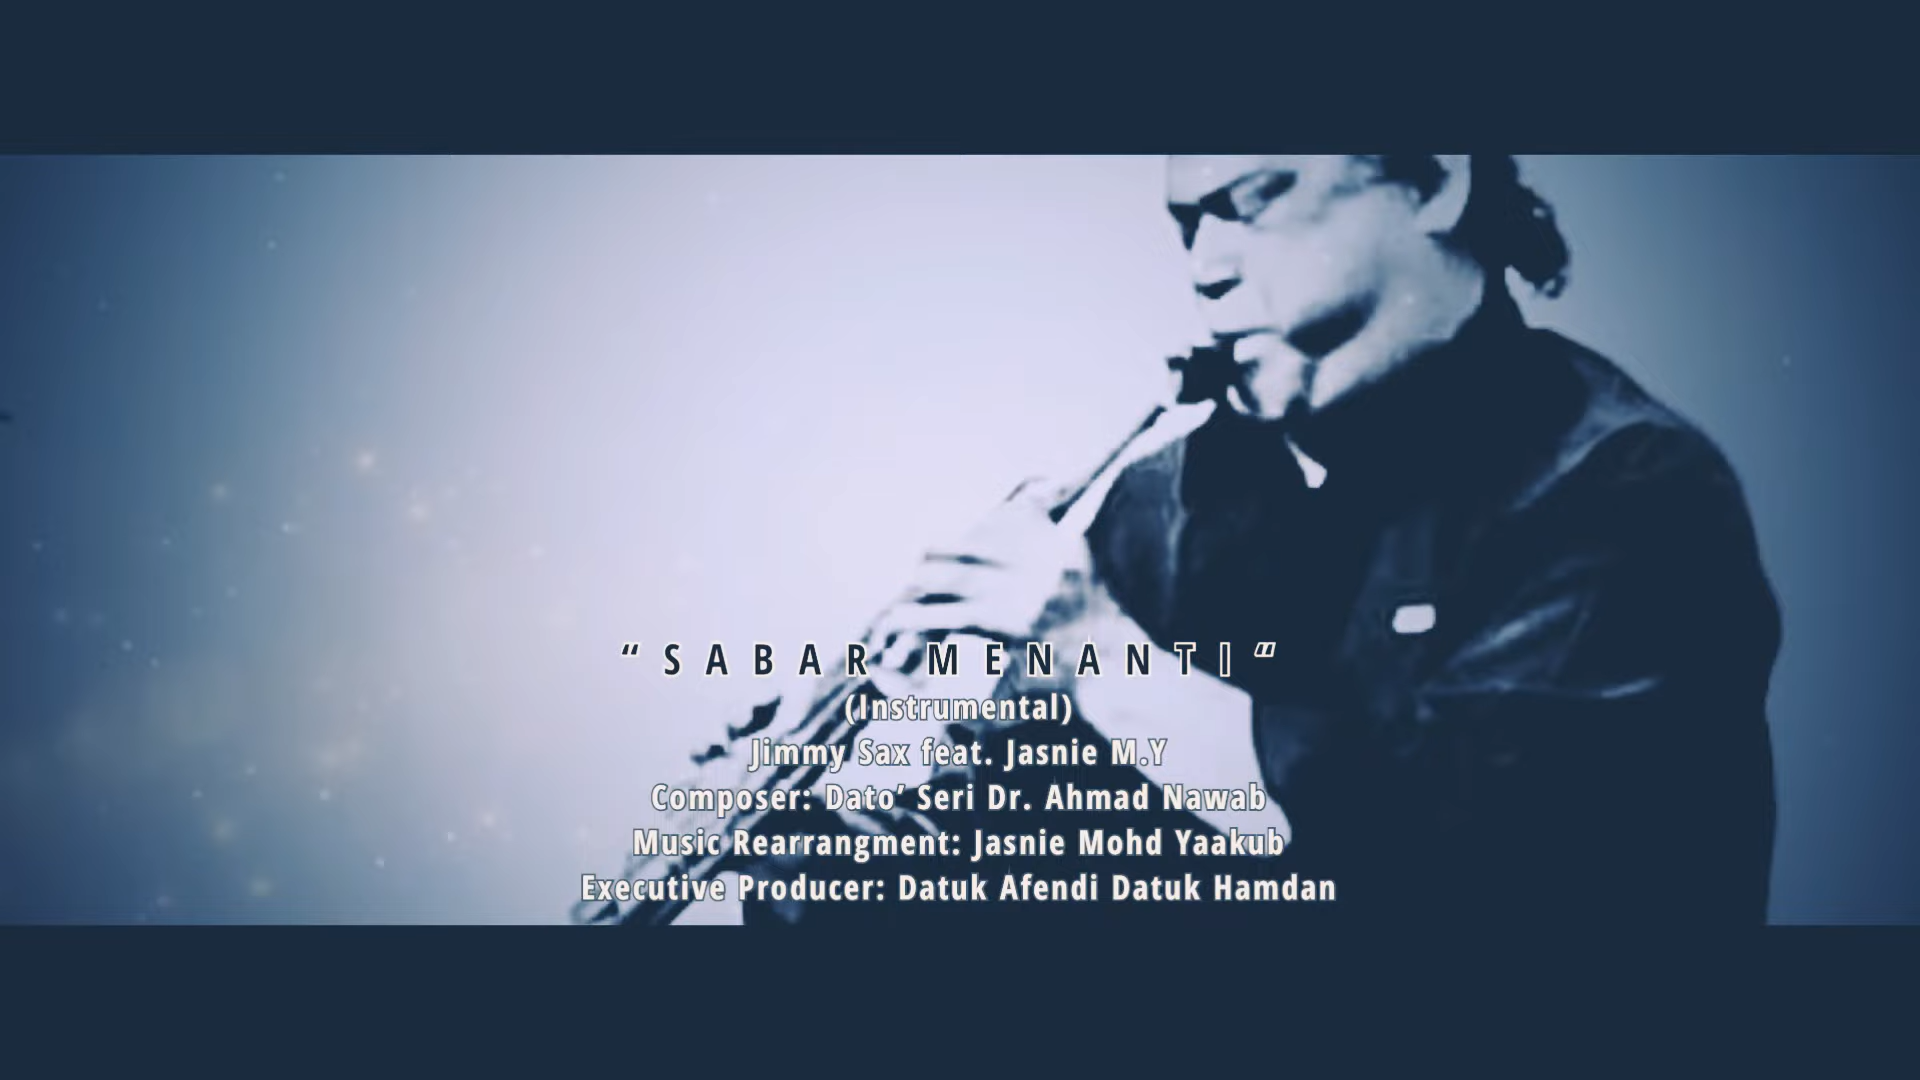 “SABAR MENANTI“
(Instrumental)
Jimmy Sax feat. Jasnie M.Y
Composer: Dato’ Seri Dr. Ahmad Nawab
Music Rearrangment: Jasnie Mohd Yaakub
Executive Producer: Datuk Afendi Datuk Hamdan